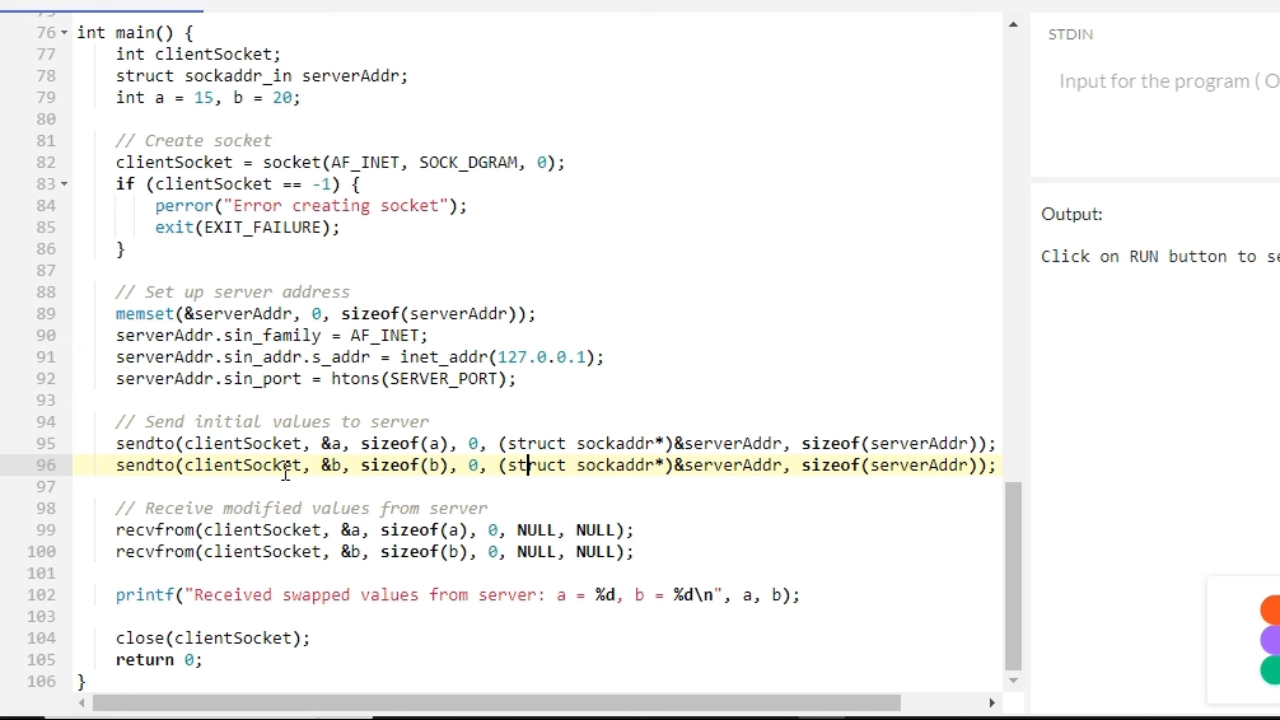 76 int main() {
77 int clientSocket;
78 struct sockaddr_in serverAddr;
79 int a = 15, b = 20;
80
81 // Create socket
82 clientSocket = socket(AF_INET, SOCK_DGRAM, 0);
83 if (clientSocket == -1) {
84 perror("Error creating socket");
85 exit(EXIT_FAILURE);
86 }
87
88 // Set up server address
89 memset(&serverAddr, 0, sizeof(serverAddr));
90 serverAddr.sin_family = AF_INET;
91 serverAddr.sin_addr.s_addr = inet_addr(127.0.0.1);
92 serverAddr.sin_port = htons(SERVER_PORT);
93
94 // Send initial values to server
95 sendto(clientSocket, &a, sizeof(a), 0, (struct sockaddr*)&serverAddr, sizeof(serverAddr));
96 sendto(clientSocket, &b, sizeof(b), 0, (struct sockaddr*)&serverAddr, sizeof(serverAddr));
97
98 // Receive modified values from server
99 recvfrom(clientSocket, &a, sizeof(a), 0, NULL, NULL);
100 recvfrom(clientSocket, &b, sizeof(b), 0, NULL, NULL);
101
102 printf("Received swapped values from server: a = %d, b = %d\n", a, b);
103
104 close(clientSocket);
105 return 0;
106 }
STDIN
Input for the program ( O
Output:
Click on RUN button to se